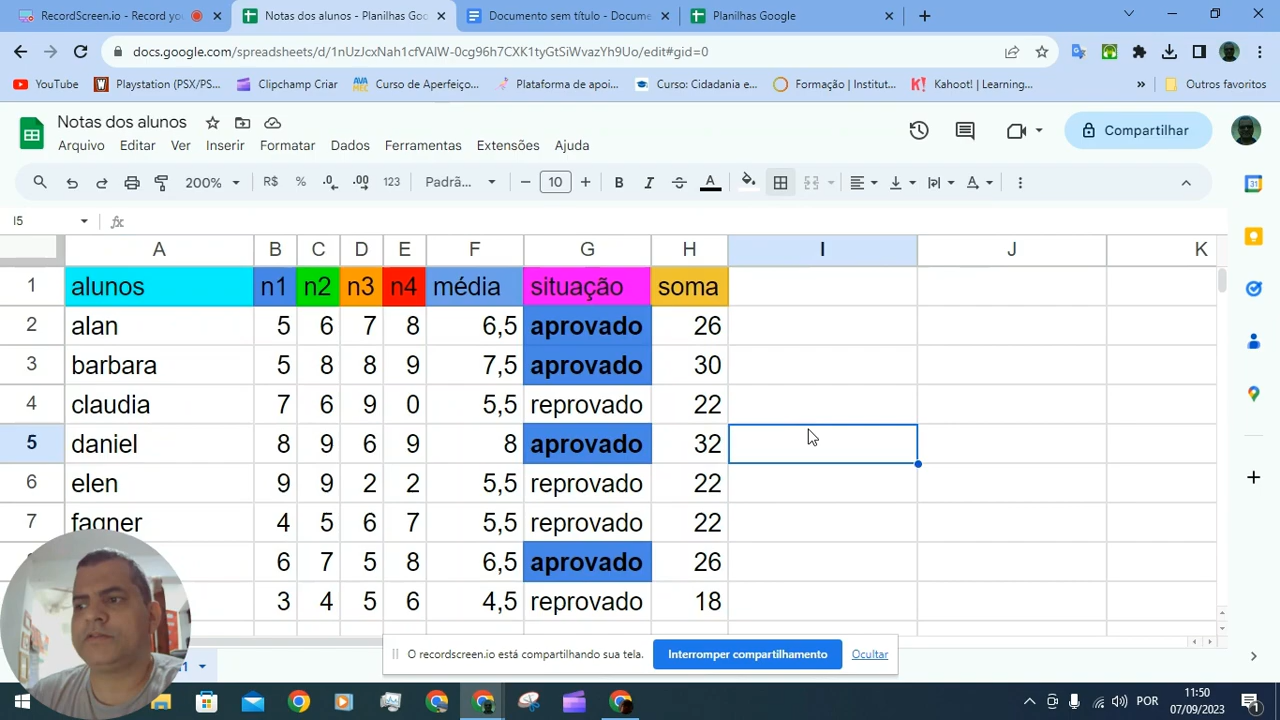 RecordScreen.io - Record yo
Notas dos alunos - Planilhas Go
Documento sem título - Docume
Planilhas Google
docs.google.com/spreadsheets/d/1nUzJcxNah1cfVAIW-0cg96h7CXK1tyGtSiWvazYh9Uo/edit#gid=0
YouTube
Playstation (PSX/PS...
Clipchamp Criar
Curso de Aperfeiço...
Plataforma de apoi...
Curso: Cidadania e...
Formação | Institut...
Kahoot! | Learning...
»
Outros favoritos
Notas dos alunos
Compartilhar
Arquivo Editar Ver Inserir Formatar Dados Ferramentas Extensões Ajuda
200% R$ % .0 .00 123 Padrã... 10 B I A
I5 fx
A B C D E F G H I J K
1 alunos n1 n2 n3 n4 média situação soma
2 alan 5 6 7 8 6,5 aprovado 26
3 barbara 5 8 8 9 7,5 aprovado 30
4 claudia 7 6 9 0 5,5 reprovado 22
5 daniel 8 9 6 9 8 aprovado 32
6 elen 9 9 2 2 5,5 reprovado 22
7 fagner 4 5 6 7 5,5 reprovado 22
6 7 5 8 6,5 aprovado 26
3 4 5 6 4,5 reprovado 18
O recordscreen.io está compartilhando sua tela. Interromper compartilhamento Ocultar
1
POR
11:50
07/09/2023
1